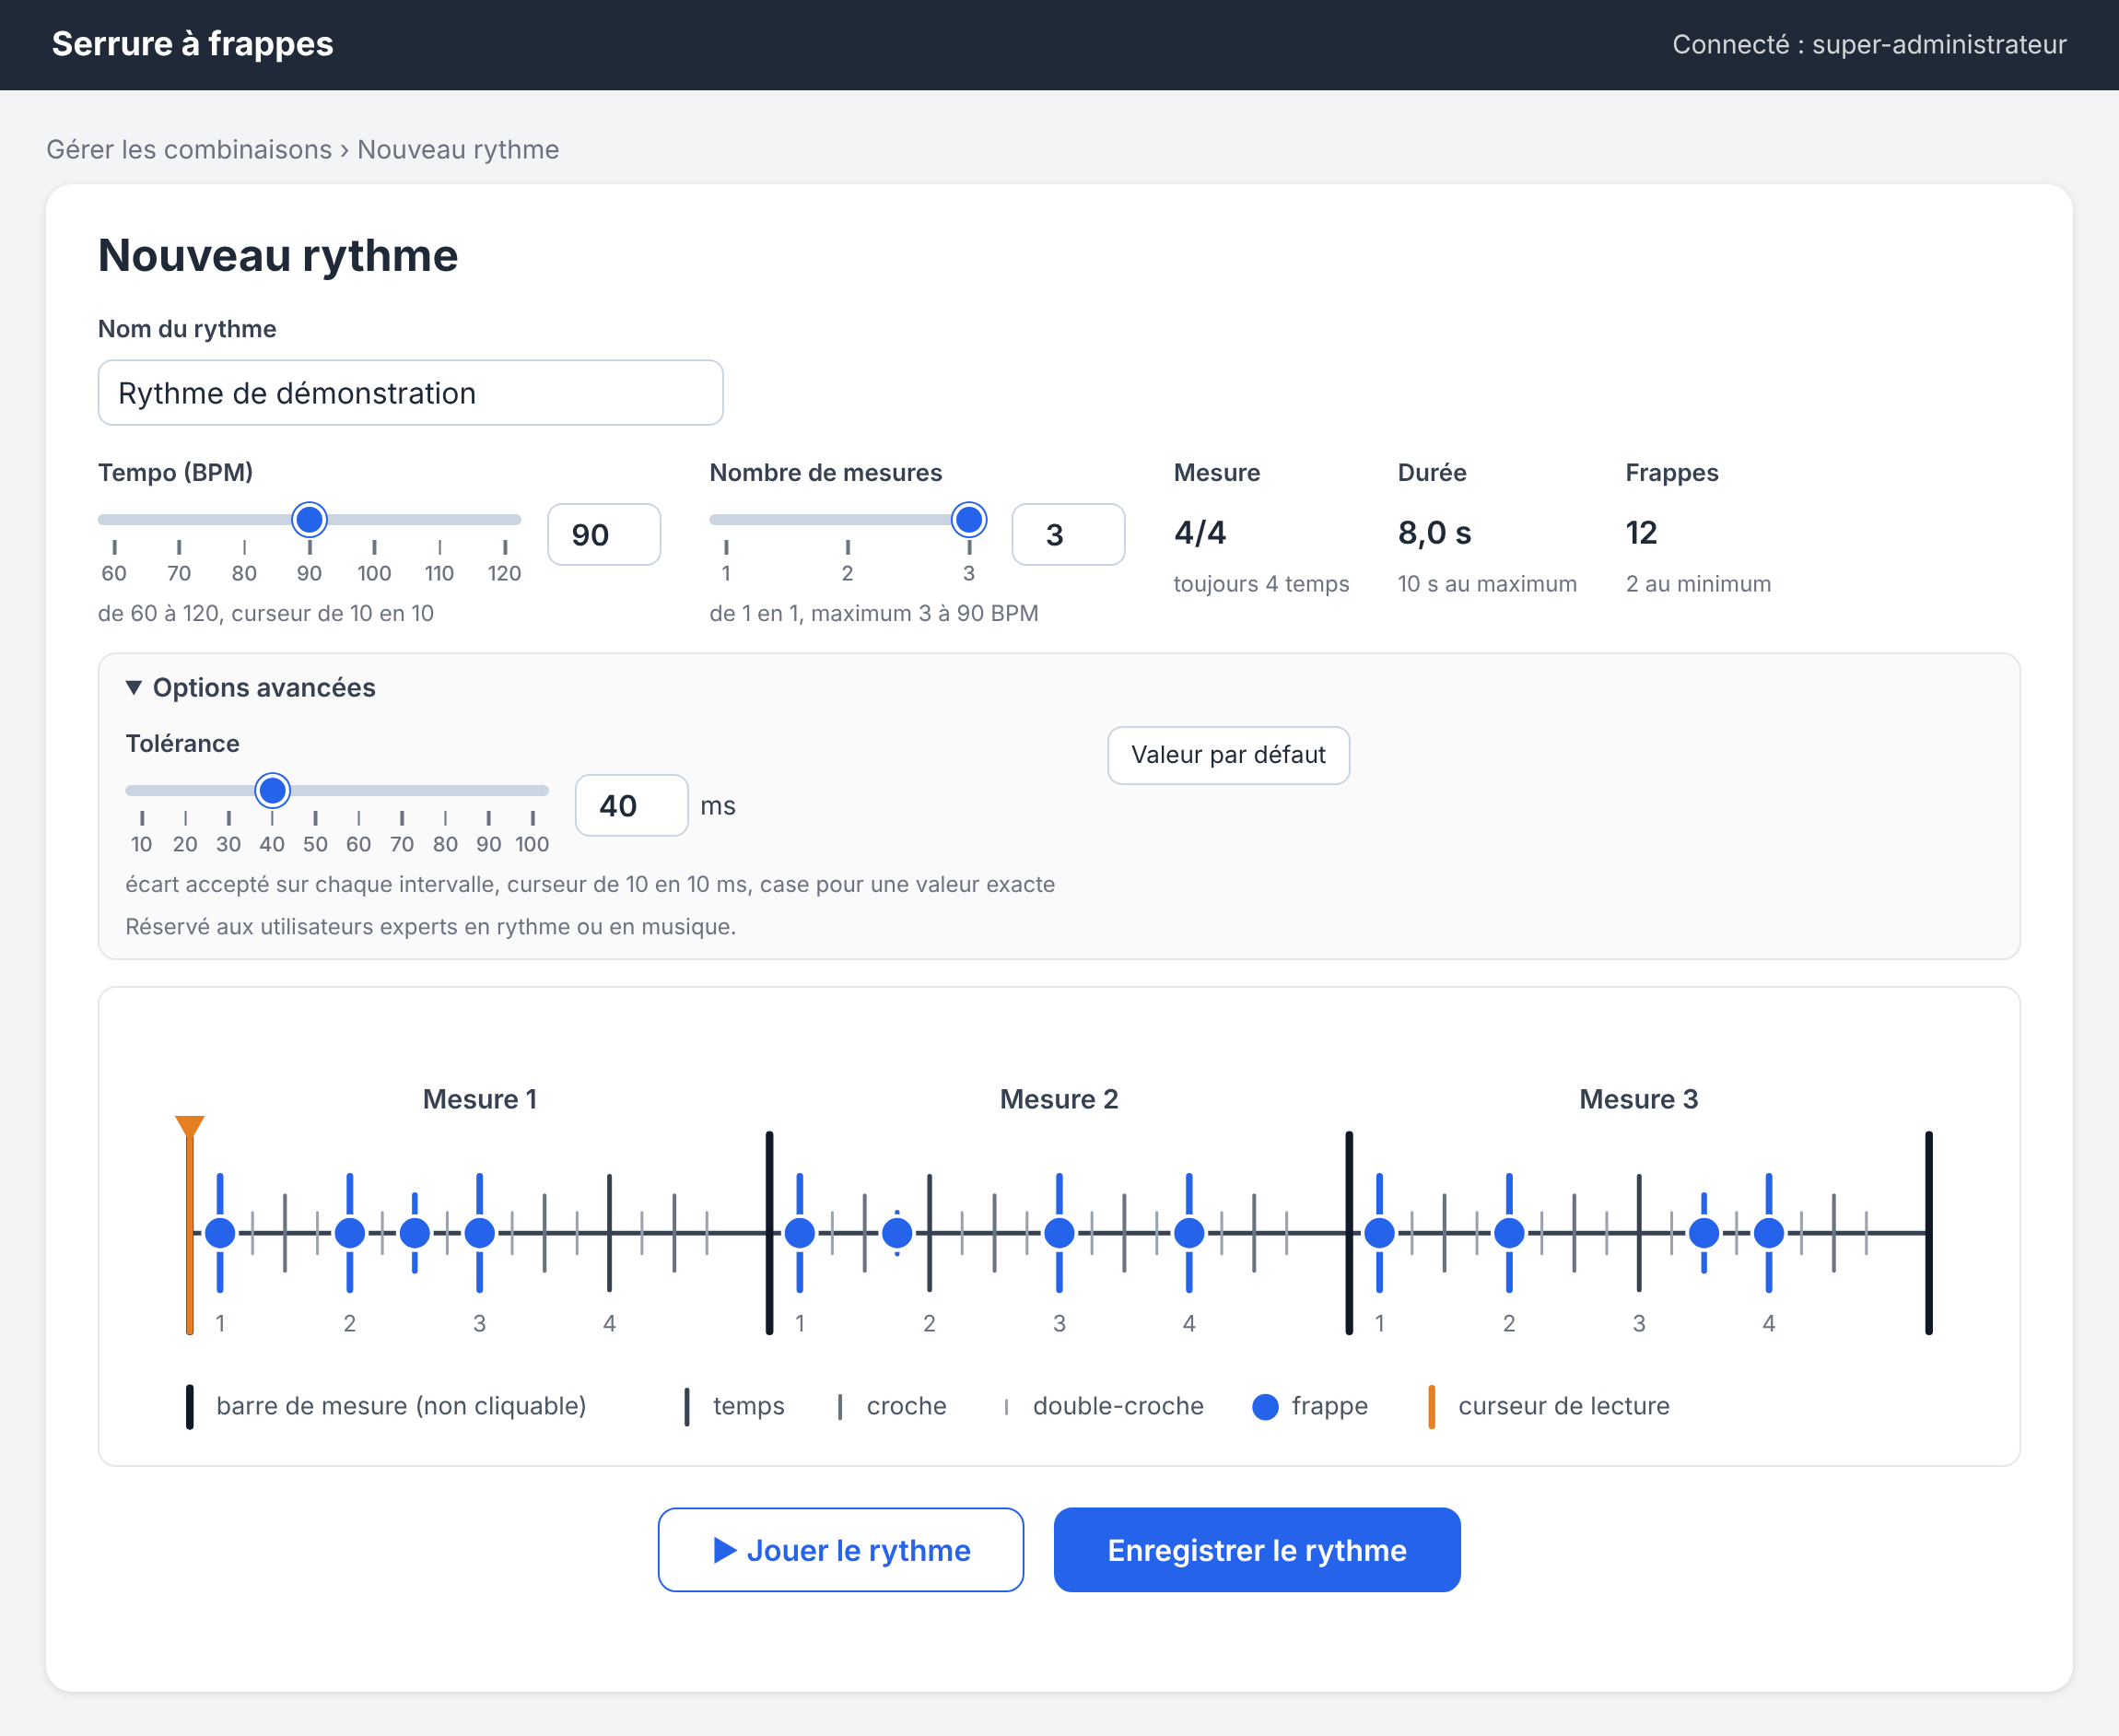 Serrure à frappes
Connecté : super-administrateur
Gérer les combinaisons › Nouveau rythme
Nouveau rythme
Nom du rythme
Rythme de démonstration
Tempo (BPM)
90
60 70 80 90 100 110 120
de 60 à 120, curseur de 10 en 10
Nombre de mesures
3
1 2 3
de 1 en 1, maximum 3 à 90 BPM
Mesure
4/4
toujours 4 temps
Durée
8,0 s
10 s au maximum
Frappes
12
2 au minimum
▼ Options avancées
Tolérance
40 ms
10 20 30 40 50 60 70 80 90 100
écart accepté sur chaque intervalle, curseur de 10 en 10 ms, case pour une valeur exacte
Réservé aux utilisateurs experts en rythme ou en musique.
Valeur par défaut
Mesure 1 Mesure 2 Mesure 3
1 2 3 4 1 2 3 4 1 2 3 4
barre de mesure (non cliquable) temps croche double-croche frappe curseur de lecture
▶ Jouer le rythme
Enregistrer le rythme